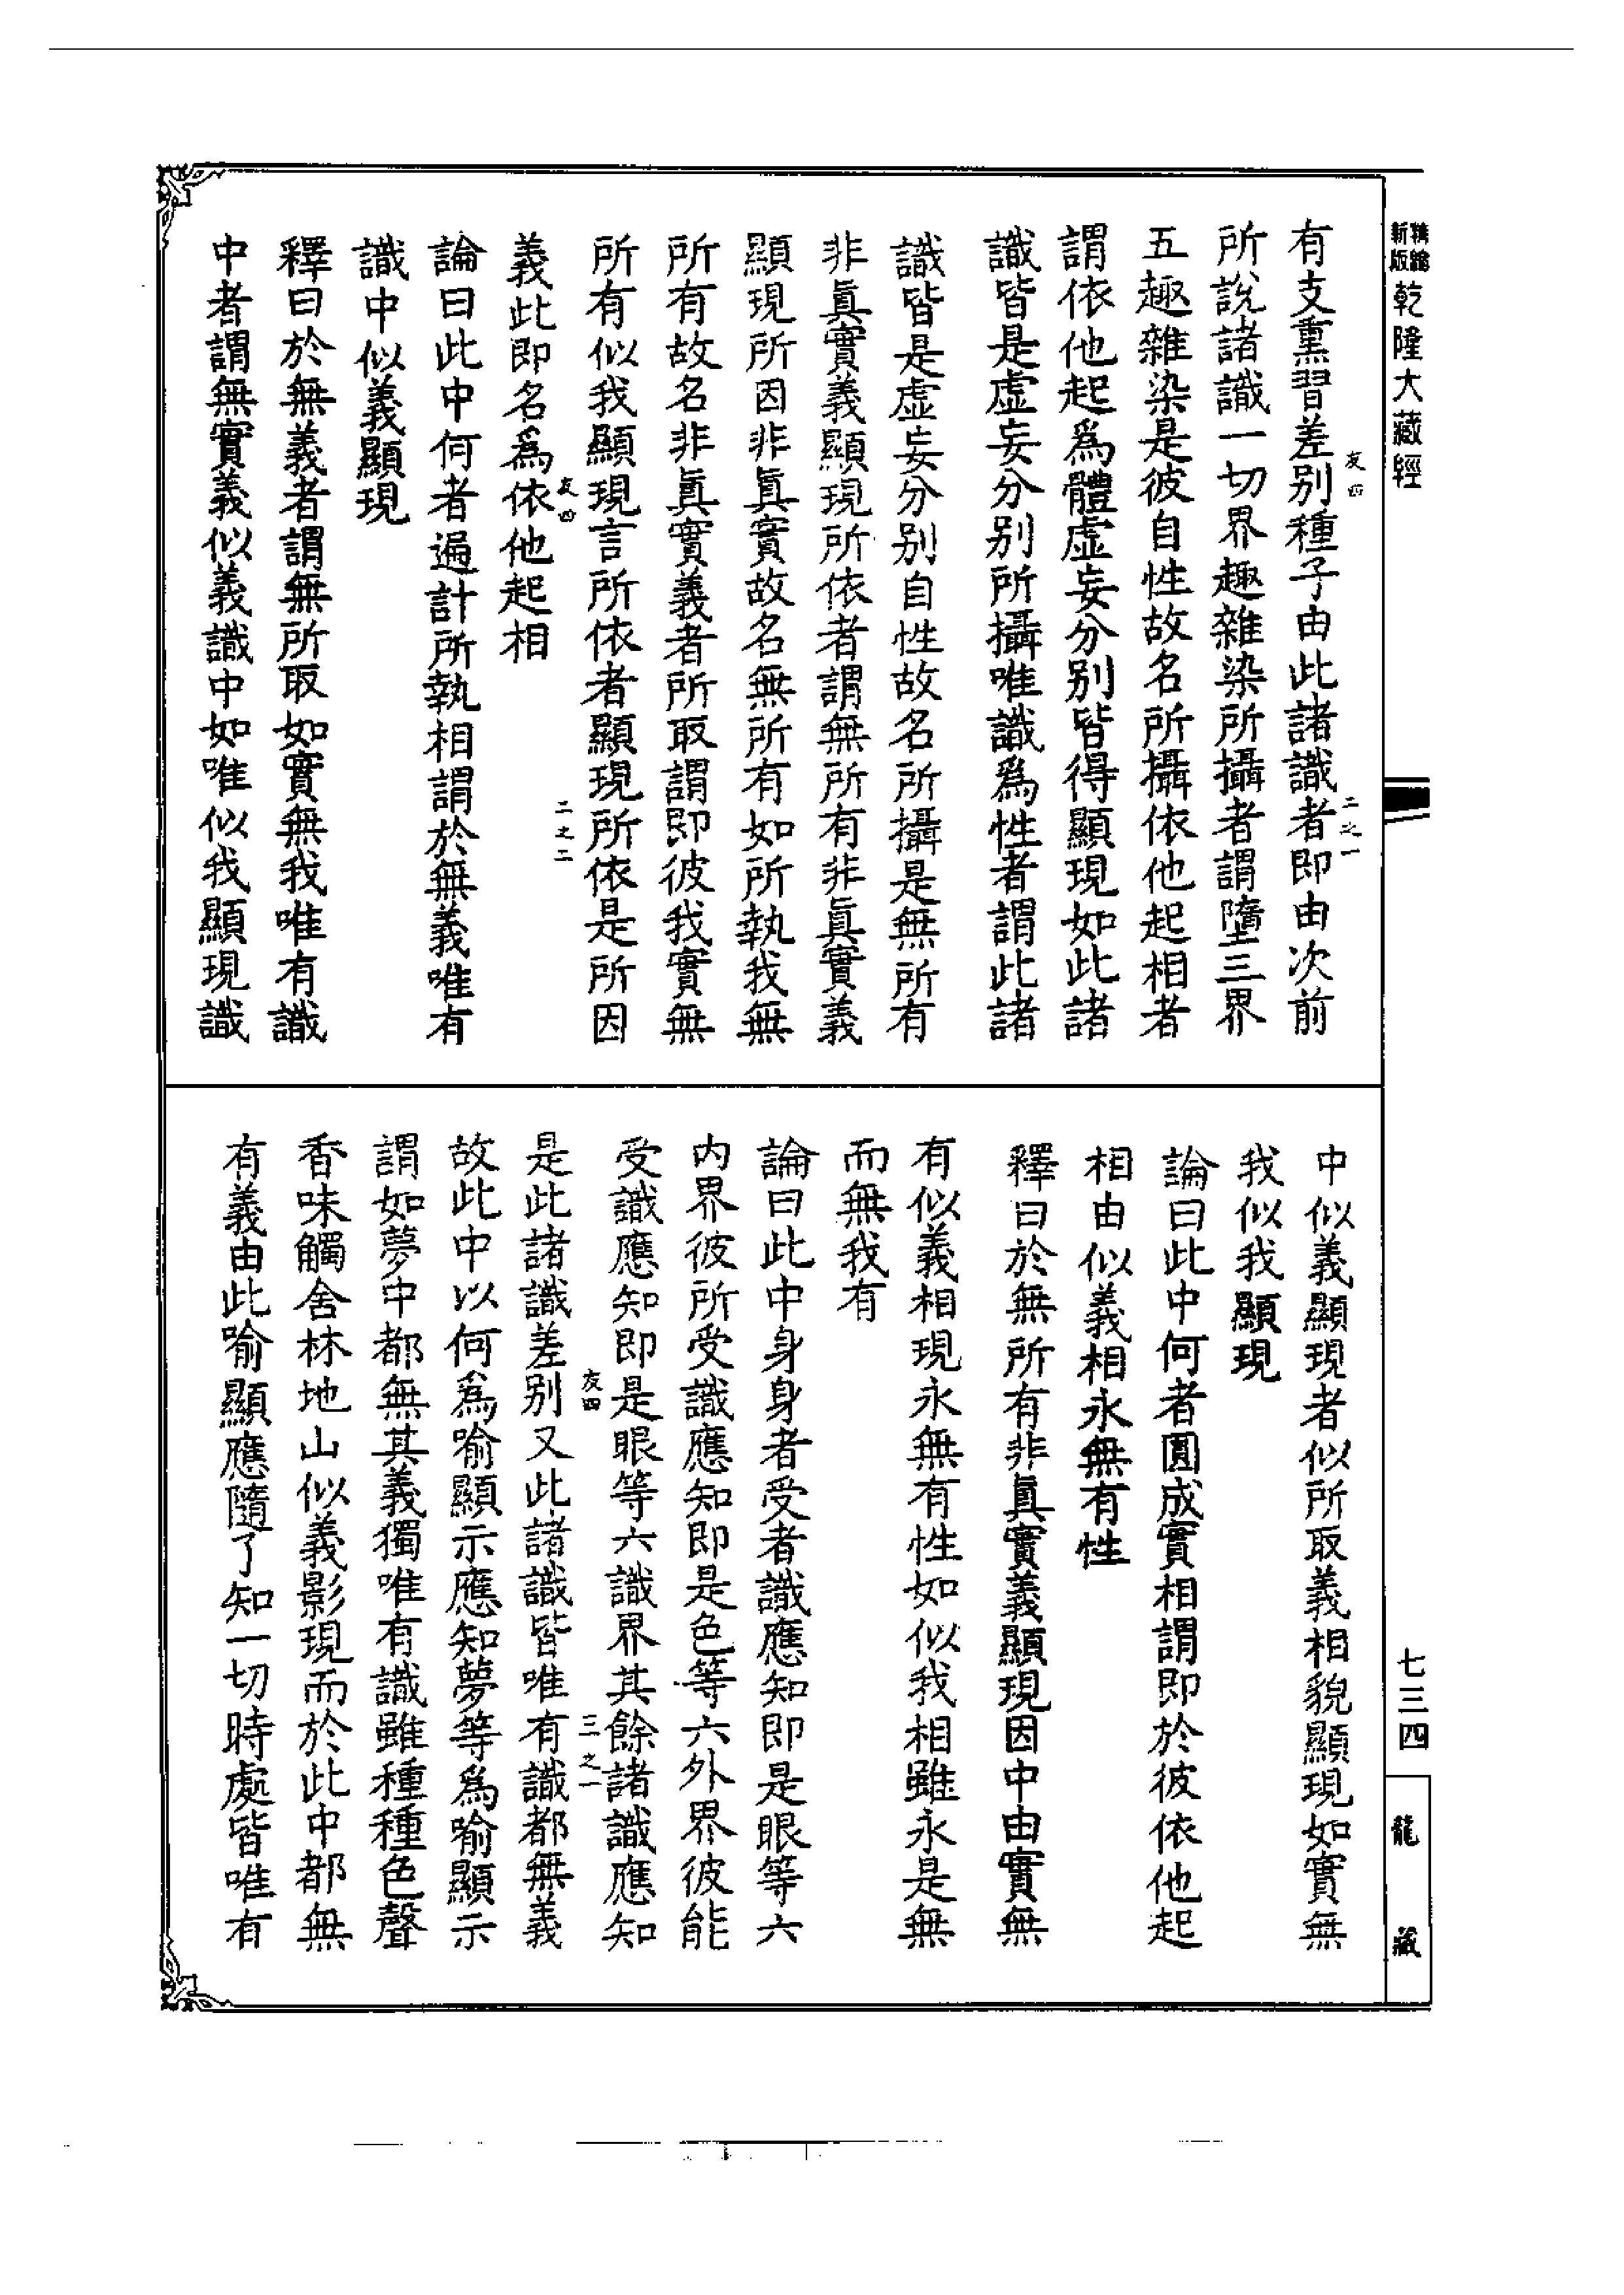 精縮
新版
乾隆大藏經
有支熏習差别種子由此諸識者即由次前
友四
二之一
所說諸識一切界趣雜染所攝者謂墮三界
五趣雜染是彼自性故名所攝依他起相者
謂依他起爲體虛妄分别皆得顯現如此諸
識皆是虛妄分别所攝唯識爲性者謂此諸
識皆是虛妄分别自性故名所攝是無所有
非眞實義顯現所依者謂無所有非眞實義
顯現所因非眞實故名無所有如所執我無
所有故名非眞實義者所取謂即彼我實無
所有似我顯現言所依者顯現所依是所因
友四
二之二
義此即名爲依他起相
論曰此中何者遍計所執相謂於無義唯有
識中似義顯現
釋曰於無義者謂無所取如實無我唯有識
中者謂無實義似義識中如唯似我顯現識
中似義顯現者似所取義相貌顯現如實無
我似我顯現
論曰此中何者圓成實相謂即於彼依他起
相由似義相永無有性
釋曰於無所有非眞實義顯現因中由實無
有似義相現永無有性如似我相雖永是無
而無我有
論曰此中身身者受者識應知即是眼等六
内界彼所受識應知即是色等六外界彼能
受識應知即是眼等六識界其餘諸識應知
友四
三之一
是此諸識差别又此諸識皆唯有識都無義
故此中以何爲喻顯示應知夢等爲喻顯示
謂如夢中都無其義獨唯有識雖種種色聲
香味觸舍林地山似義影現而於此中都無
有義由此喻顯應隨了知一切時處皆唯有
七三四
龍藏